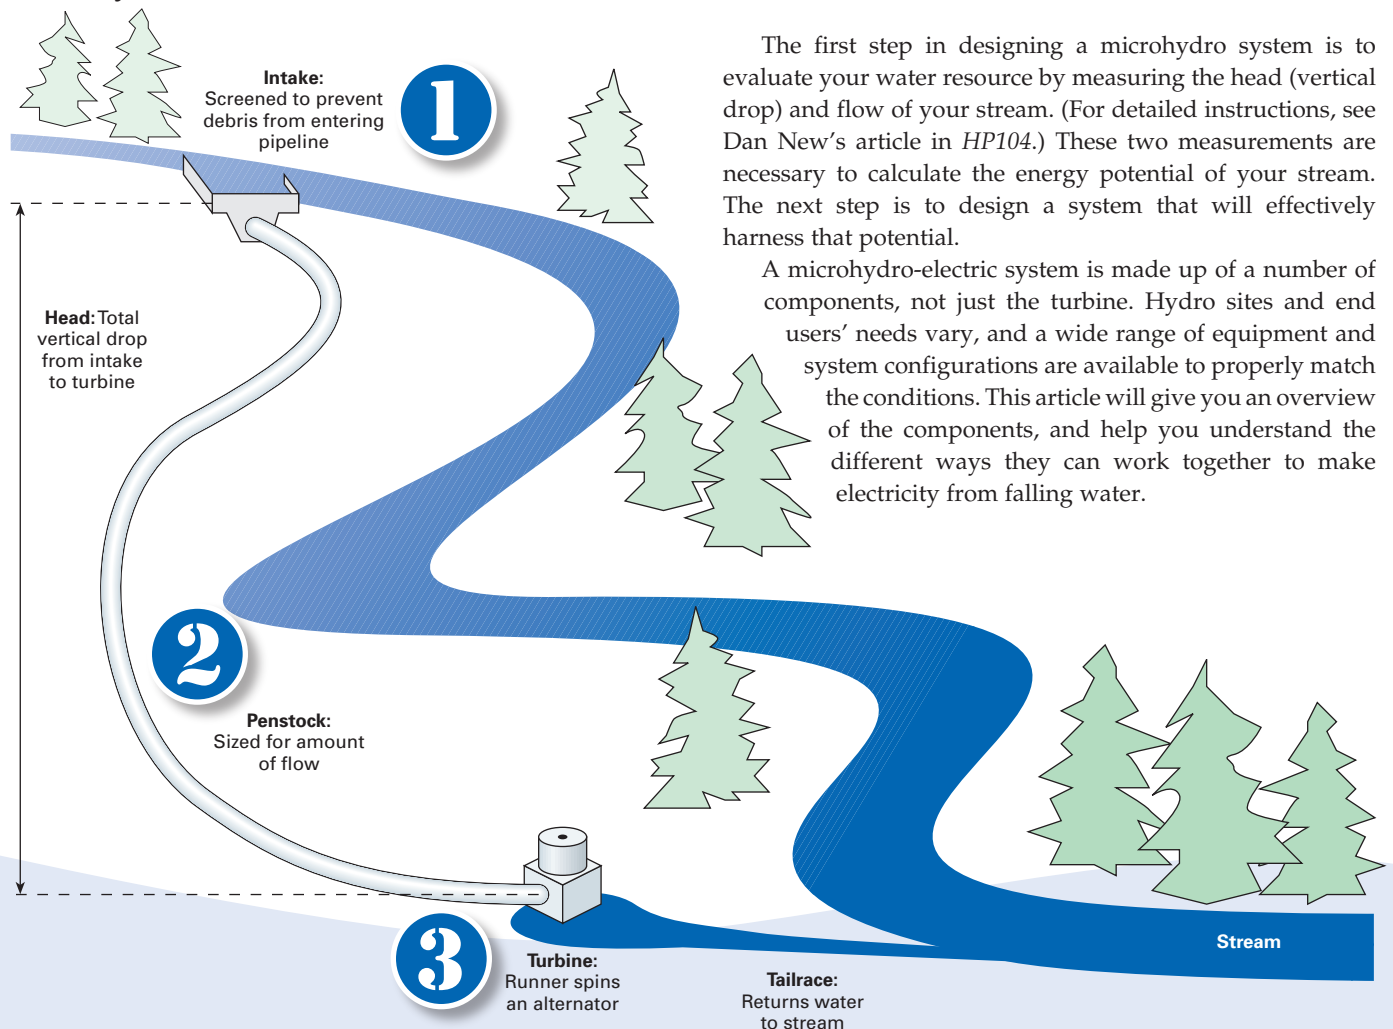 Intake:
Screened to prevent
debris from entering
pipeline
1
The first step in designing a microhydro system is to
evaluate your water resource by measuring the head (vertical
drop) and flow of your stream. (For detailed instructions, see
Dan New's article in HP104.) These two measurements are
necessary to calculate the energy potential of your stream.
The next step is to design a system that will effectively
harness that potential.
A microhydro-electric system is made up of a number of
components, not just the turbine. Hydro sites and end
users' needs vary, and a wide range of equipment and
system configurations are available to properly match
the conditions. This article will give you an overview
of the components, and help you understand the
different ways they can work together to make
electricity from falling water.
Head: Total
vertical drop
from intake
to turbine
2
Penstock:
Sized for amount
of flow
3
Turbine:
Runner spins
an alternator
Tailrace:
Returns water
to stream
Stream